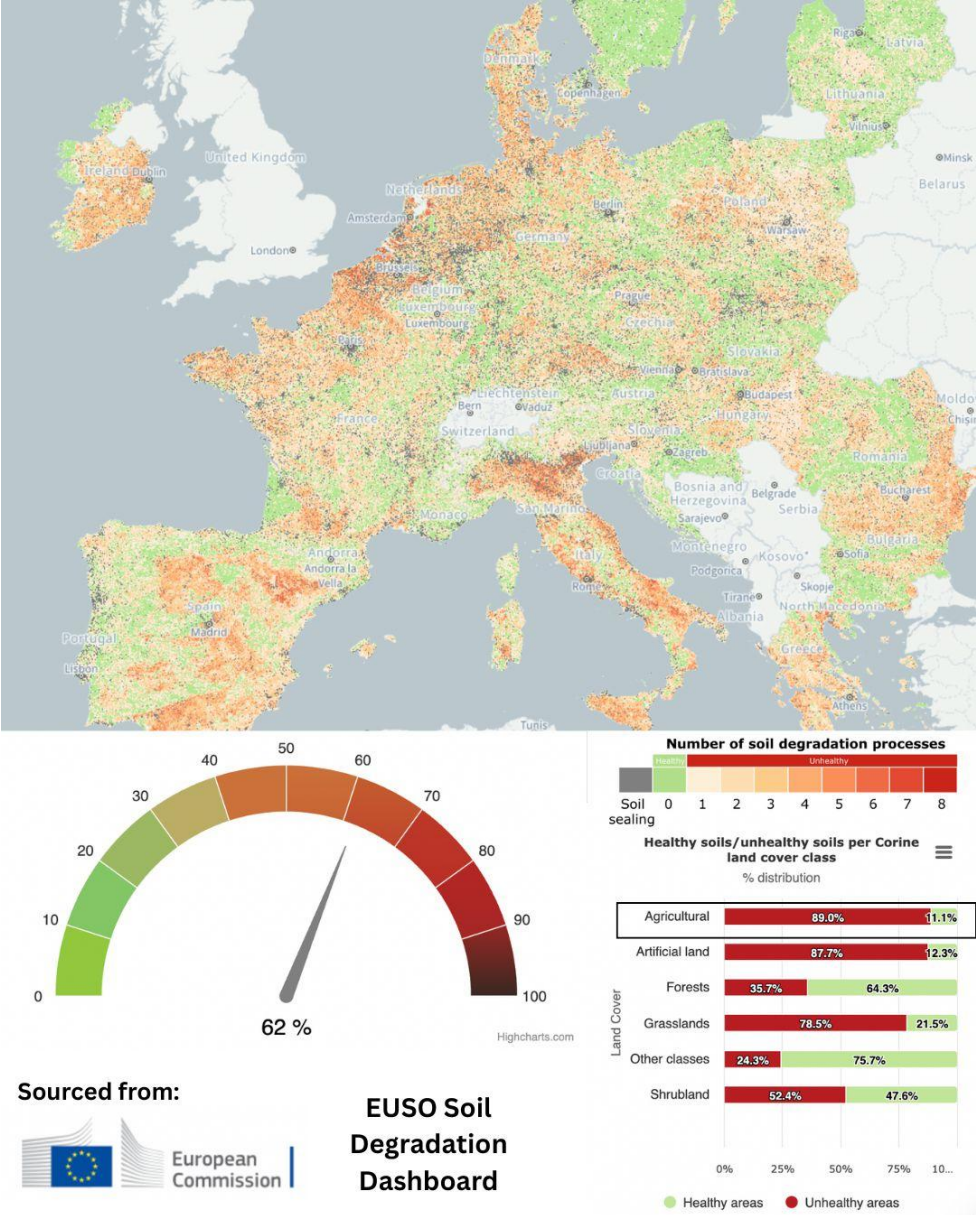 Riga
Latvia
Denmark
Copenhagen
Lithuania
Vilnius
Minsk
Belarus
United Kingdom
Ireland
Dublin
Netherlands
Amsterdam
Berlin
Poland
Warsaw
Germany
London
Brussels
Belgium
Luxembourg
Luxembourg
Prague
Czechia
Paris
Slovakia
Vienna
Bratislava
Liechtenstein
Austria
Budapest
Moldo
Bern
Vaduz
Hungary
Chişin
France
Switzerland
Slovenia
Ljubljana
Zagreb
Romania
Croatia
Bosnia and
Herzegovina
Belgrade
Bucharest
Serbia
Monaco
San Marino
Sarajevo
Montenegro
Bulgaria
Andorra
Andorra la
Vella
Italy
Kosovo*
Sofia
Podgorica
Rome
Skopje
Spain
Tirane
North Macedonia
Madrid
Albania
Portugal
Lisbon
Greece
Athens
Tunis
0
10
20
30
40
50
60
70
80
90
100
62 %
Highcharts.com
Number of soil degradation processes
Healthy Unhealthy
Soil
sealing
0 1 2 3 4 5 6 7 8
Healthy soils/unhealthy soils per Corine
land cover class
% distribution
Land Cover
Agricultural 89.0% 11.1%
Artificial land 87.7% 12.3%
Forests 35.7% 64.3%
Grasslands 78.5% 21.5%
Other classes 24.3% 75.7%
Shrubland 52.4% 47.6%
0% 25% 50% 75% 10...
Healthy areas Unhealthy areas
Sourced from:
European
Commission
EUSO Soil
Degradation
Dashboard